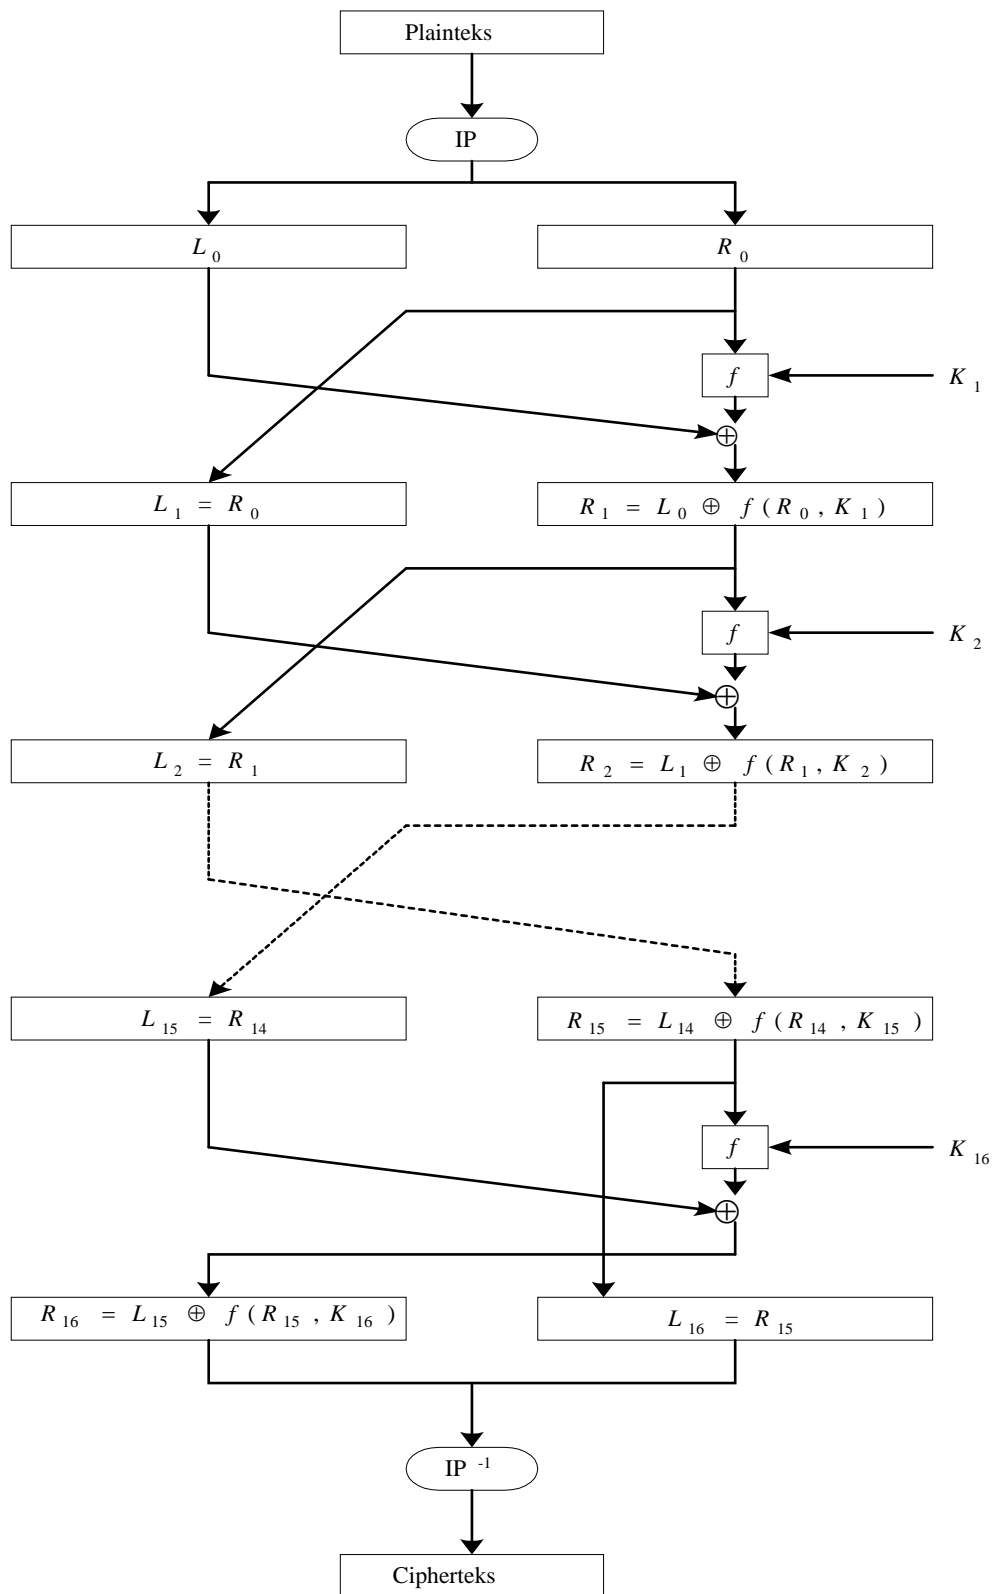 Plainteks
IP
L₀
R₀
f
K₁
⊕
L₁ = R₀
R₁ = L₀ ⊕ f(R₀, K₁)
f
K₂
⊕
L₂ = R₁
R₂ = L₁ ⊕ f(R₁, K₂)
L₁₅ = R₁₄
R₁₅ = L₁₄ ⊕ f(R₁₄, K₁₅)
f
K₁₆
⊕
R₁₆ = L₁₅ ⊕ f(R₁₅, K₁₆)
L₁₆ = R₁₅
IP⁻¹
Cipherteks